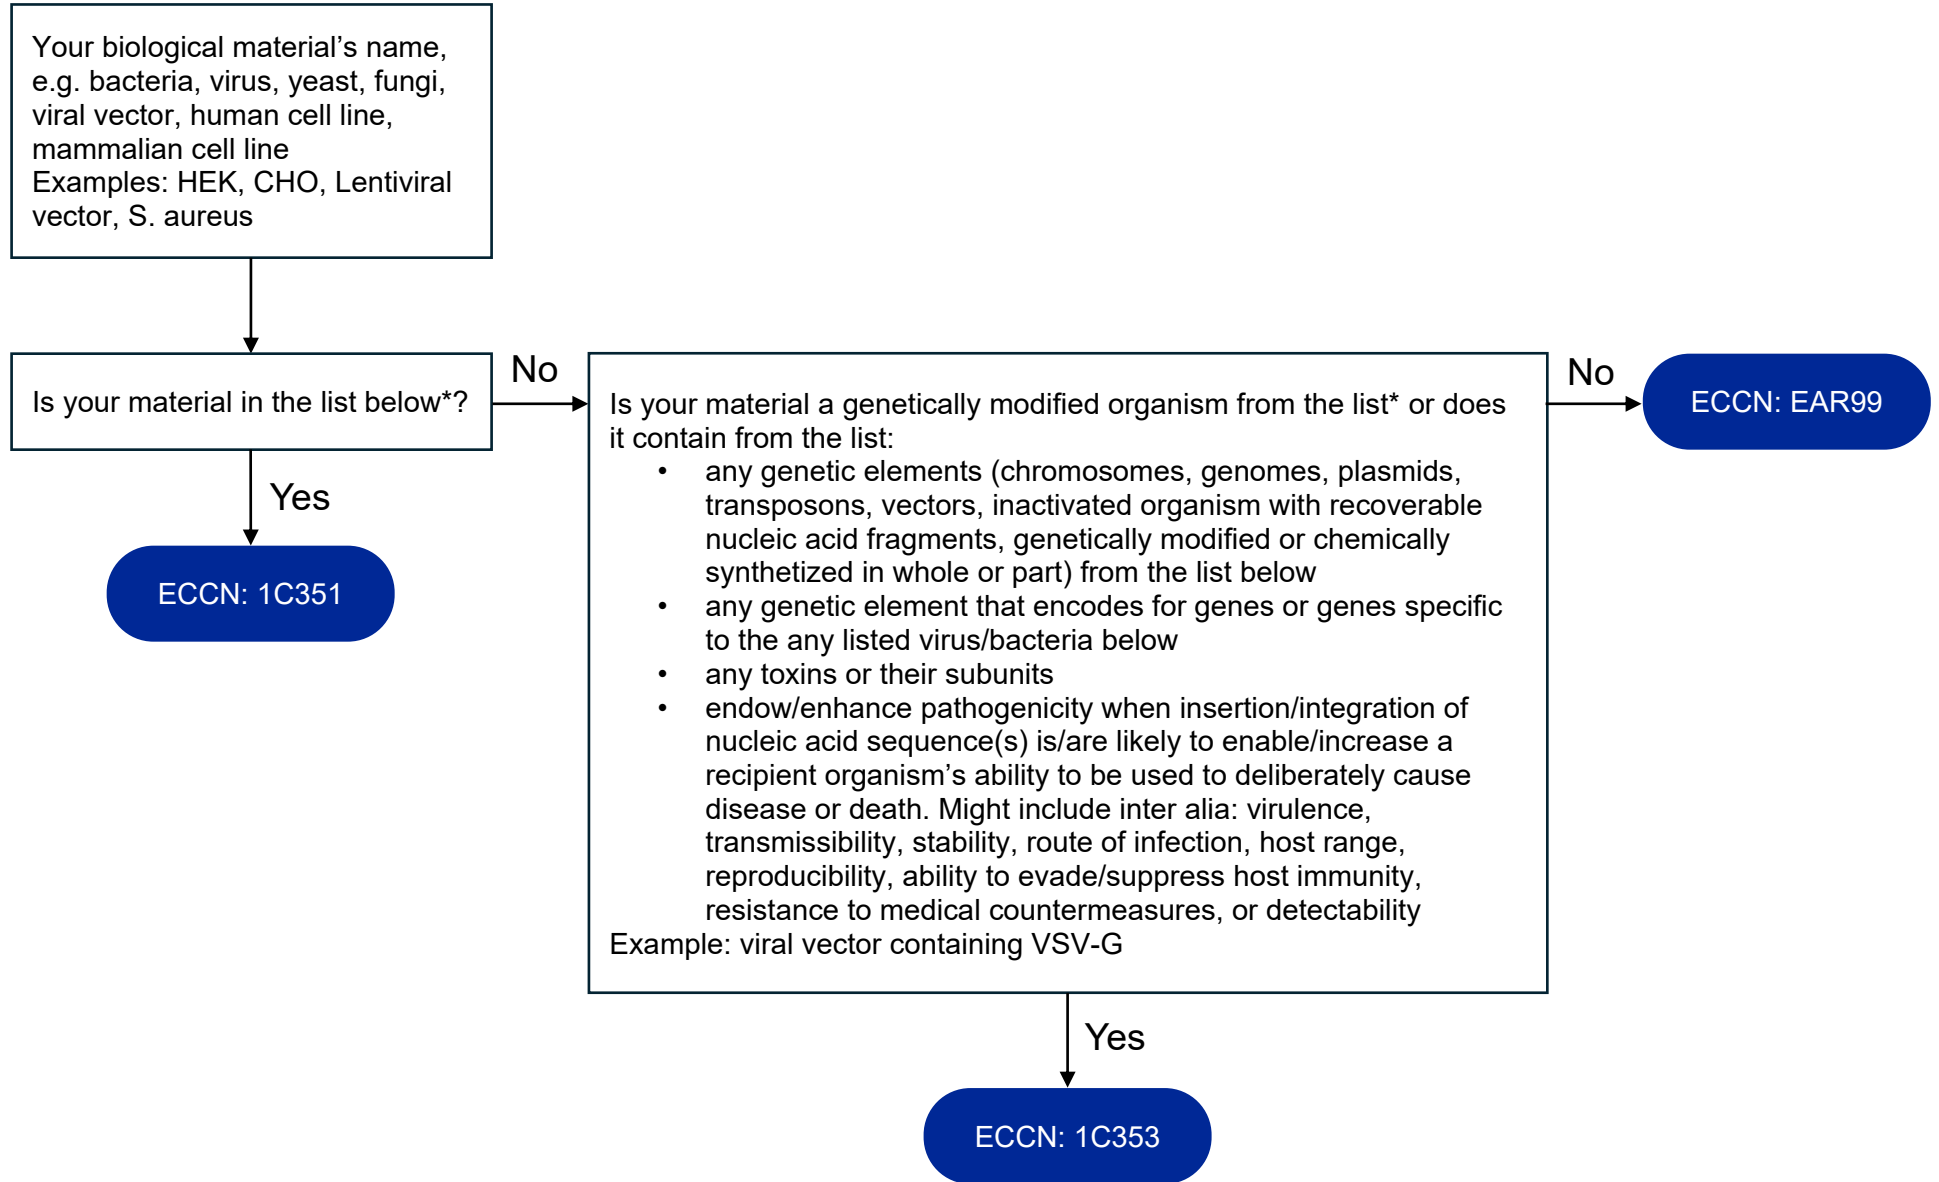 Your biological material’s name,
e.g. bacteria, virus, yeast, fungi,
viral vector, human cell line,
mammalian cell line
Examples: HEK, CHO, Lentiviral
vector, S. aureus
Is your material in the list below*?
No
Yes
ECCN: 1C351
Is your material a genetically modified organism from the list* or does
it contain from the list:
• any genetic elements (chromosomes, genomes, plasmids,
transposons, vectors, inactivated organism with recoverable
nucleic acid fragments, genetically modified or chemically
synthetized in whole or part) from the list below
• any genetic element that encodes for genes or genes specific
to the any listed virus/bacteria below
• any toxins or their subunits
• endow/enhance pathogenicity when insertion/integration of
nucleic acid sequence(s) is/are likely to enable/increase a
recipient organism’s ability to be used to deliberately cause
disease or death. Might include inter alia: virulence,
transmissibility, stability, route of infection, host range,
reproducibility, ability to evade/suppress host immunity,
resistance to medical countermeasures, or detectability
Example: viral vector containing VSV-G
No
ECCN: EAR99
Yes
ECCN: 1C353